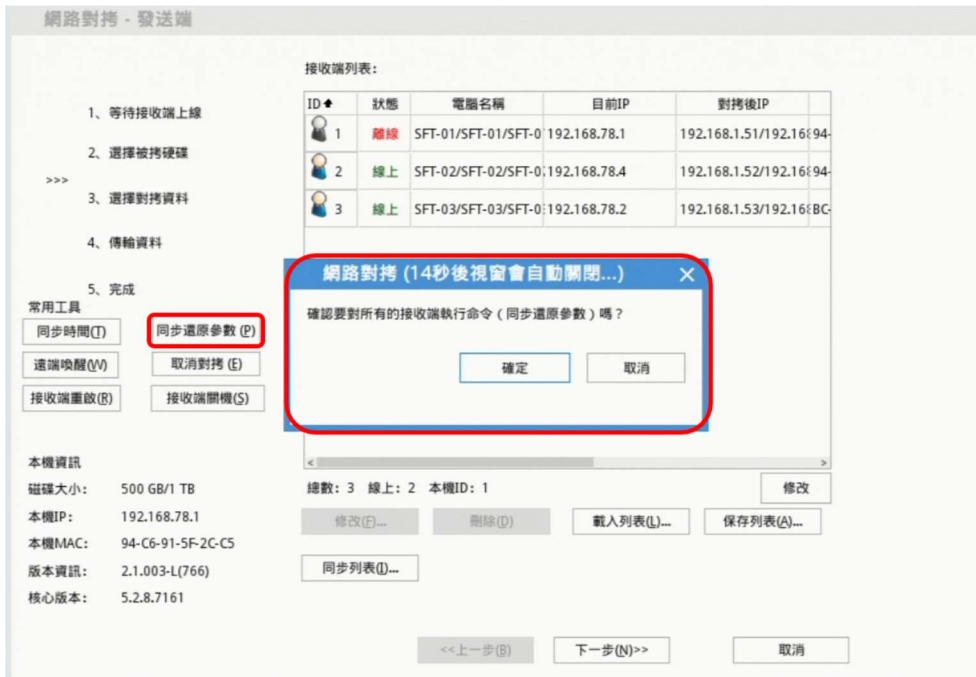 網路對拷 - 發送端
接收端列表：
ID 狀態 電腦名稱 目前IP 對拷後IP
1 離線 SFT-01/SFT-01/SFT-0 192.168.78.1 192.168.1.51/192.16 94-
2 線上 SFT-02/SFT-02/SFT-0 192.168.78.4 192.168.1.52/192.16 94-
3 線上 SFT-03/SFT-03/SFT-0 192.168.78.2 192.168.1.53/192.16 BC-
1、等待接收端上線
2、選擇被拷硬碟
>>>
3、選擇對拷資料
4、傳輸資料
5、完成
常用工具
同步時間(T) 同步還原參數 (P)
遠端喚醒(W) 取消對拷 (E)
接收端重啟(R) 接收端關機(S)
網路對拷 (14秒後視窗會自動關閉...)
確認要對所有的接收端執行命令 ( 同步還原參數 ) 嗎？
確定 取消
本機資訊
磁碟大小： 500 GB/1 TB
本機IP： 192.168.78.1
本機MAC： 94-C6-91-5F-2C-C5
版本資訊： 2.1.003-L(766)
核心版本： 5.2.8.7161
總數：3 線上：2 本機ID：1
修改
修改(F)... 刪除(D) 載入列表(L)... 保存列表(A)...
同步列表(I)...
<<上一步(B) 下一步(N)>> 取消